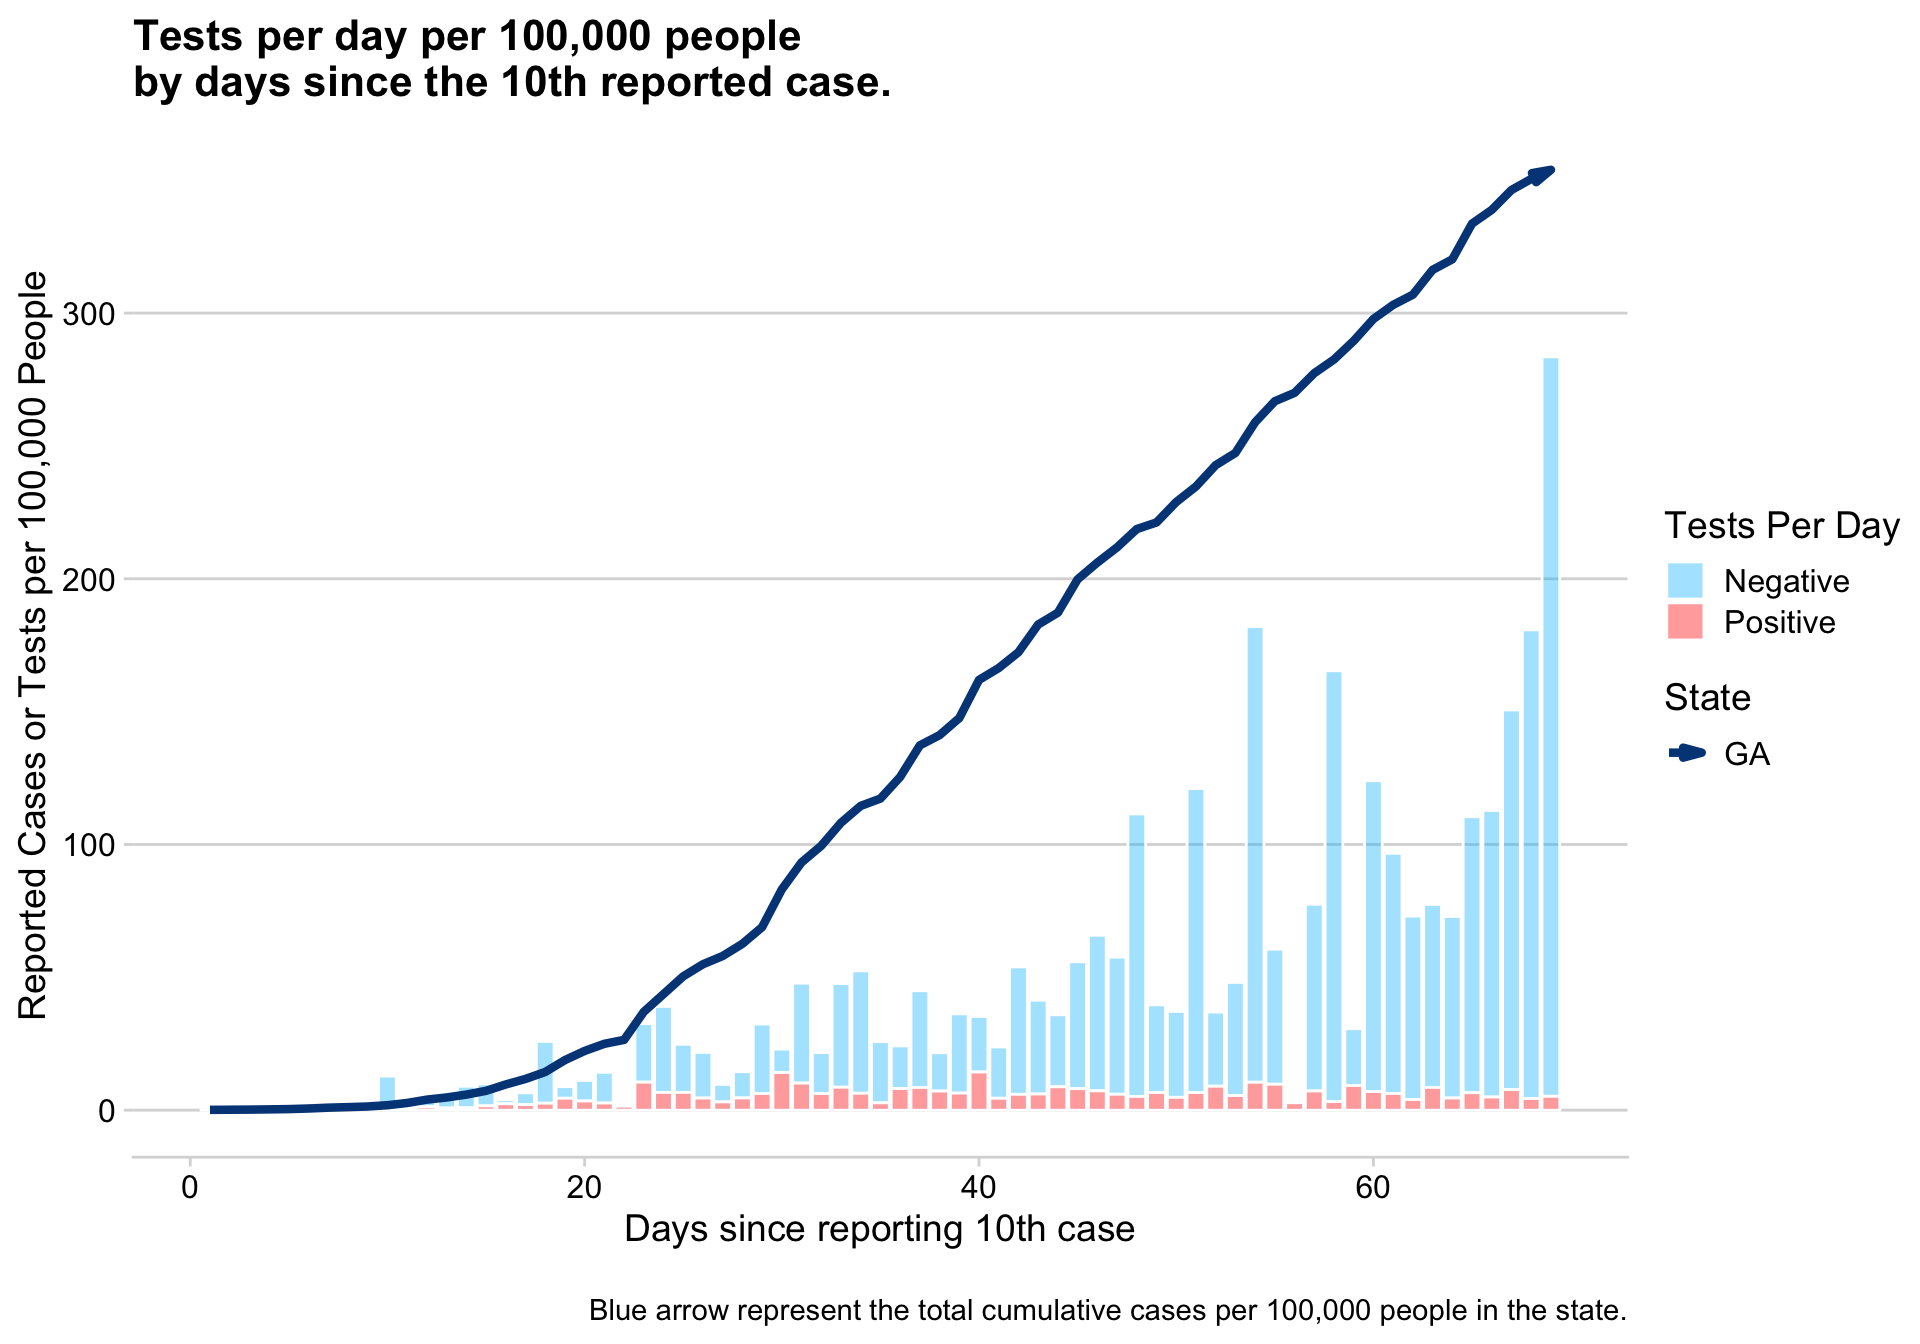 Tests per day per 100,000 people
by days since the 10th reported case.
Reported Cases or Tests per 100,000 People
300
200
100
0
0
20
40
60
Days since reporting 10th case
Tests Per Day
Negative
Positive
State
GA
Blue arrow represent the total cumulative cases per 100,000 people in the state.